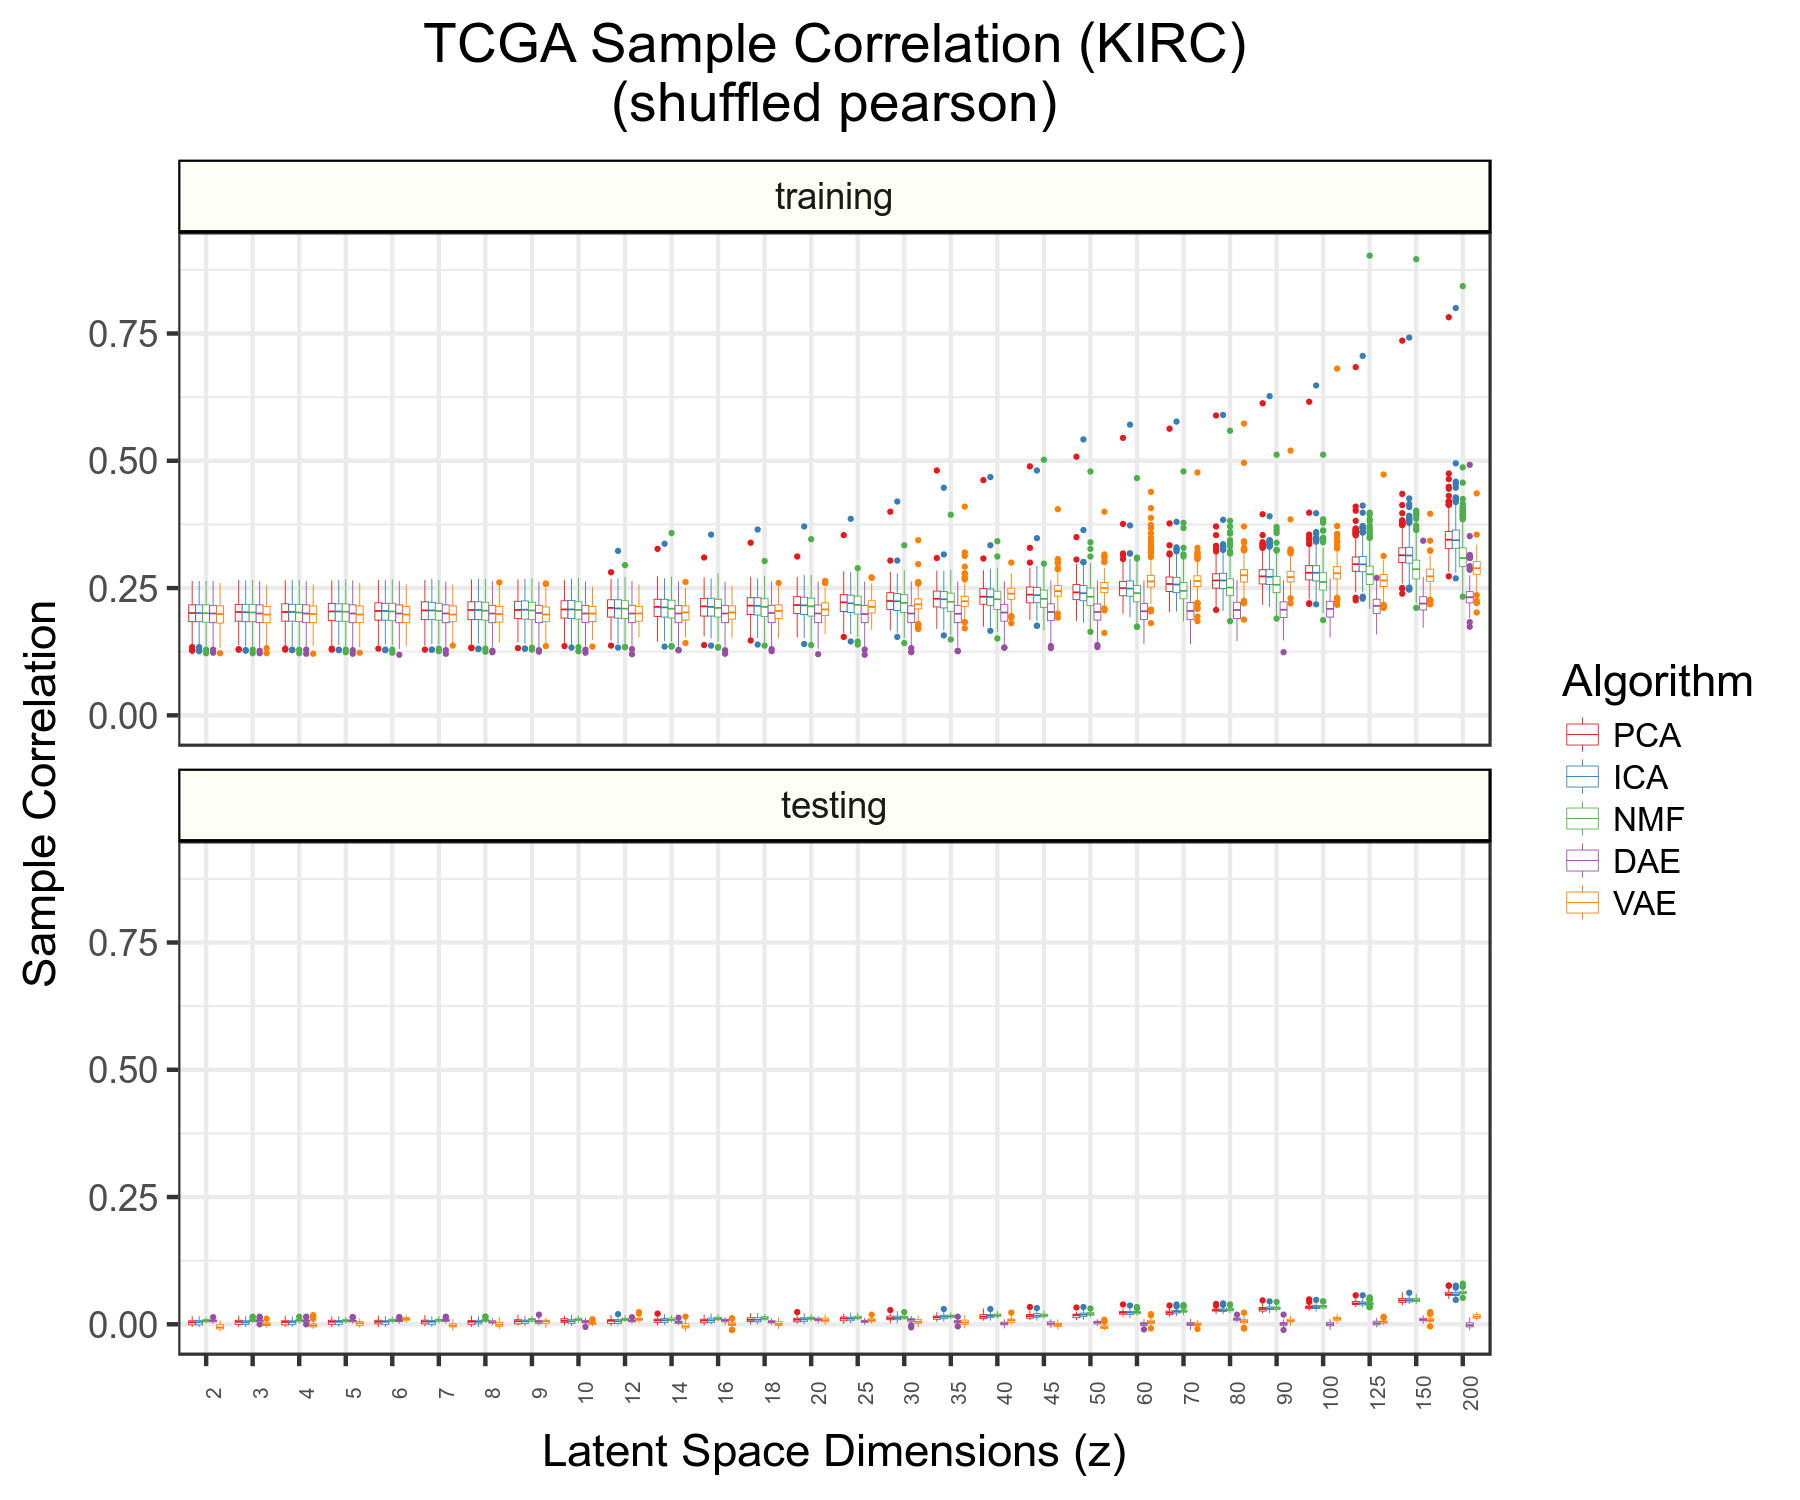 TCGA Sample Correlation (KIRC)
(shuffled pearson)
training
0.75
0.50
0.25
0.00
testing
0.75
0.50
0.25
0.00
Sample Correlation
2 3 4 5 6 7 8 9 10 12 14 16 18 20 25 30 35 40 45 50 60 70 80 90 100 125 150 200
Latent Space Dimensions (z)
Algorithm
PCA
ICA
NMF
DAE
VAE